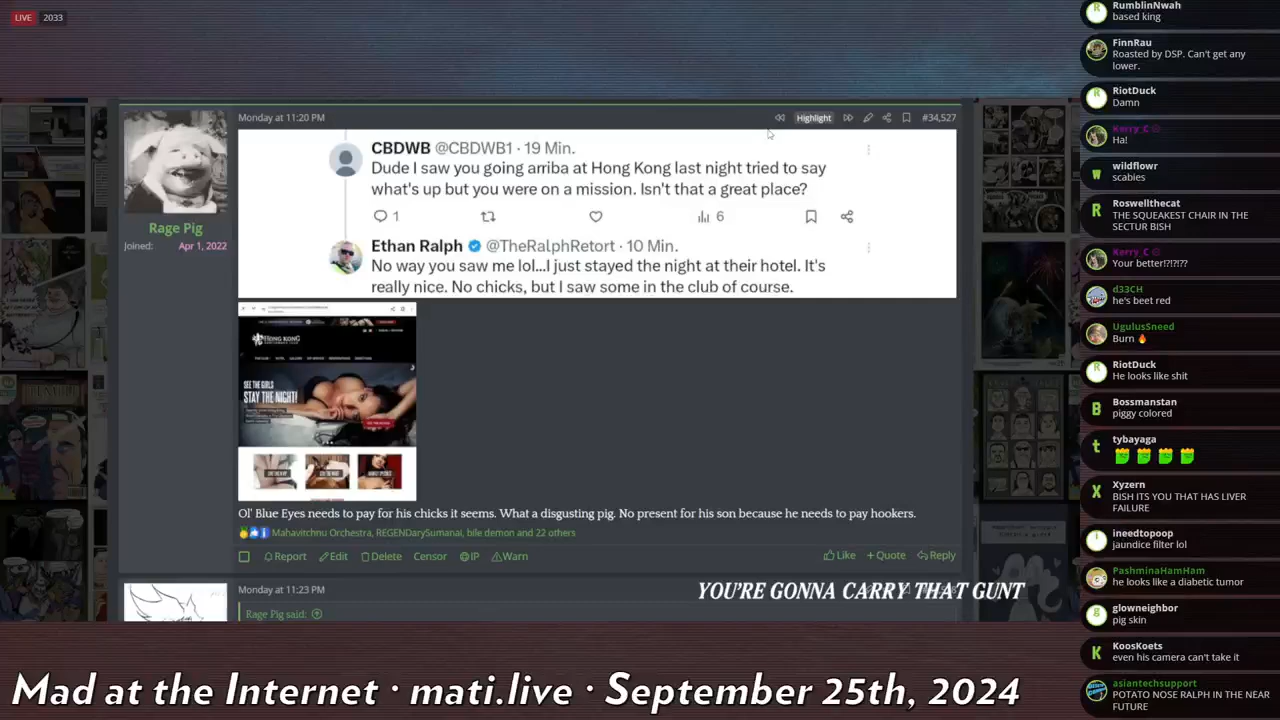 LIVE 2033
Monday at 11:20 PM
Highlight
#34,527
Rage Pig
Joined: Apr 1, 2022
CBDWB @CBDWB1 · 19 Min.
Dude I saw you going arriba at Hong Kong last night tried to say
what's up but you were on a mission. Isn't that a great place?
1
6
Ethan Ralph @TheRalphRetort · 10 Min.
No way you saw me lol...I just stayed the night at their hotel. It's
really nice. No chicks, but I saw some in the club of course.
HONG KONG
SEE THE GIRLS
STAY THE NIGHT!
Ol' Blue Eyes needs to pay for his chicks it seems. What a disgusting pig. No present for his son because he needs to pay hookers.
Mahavitchnu Orchestra, REGENDarySumanai, bile demon and 22 others
Report Edit Delete Censor IP Warn
Like + Quote Reply
Monday at 11:23 PM
Rage Pig said:
YOU'RE GONNA CARRY THAT GUNT
Mad at the Internet mati.live · September 25th, 2024
RumblinNwah
based king
FinnRau
Roasted by DSP. Can't get any
lower.
RiotDuck
Damn
Kerry_C
Ha!
wildflowr
scabies
Roswellthecat
THE SQUEAKEST CHAIR IN THE
SECTUR BISH
Kerry_C
Your better!?!?!??
d33CH
he's beet red
UgulusSneed
Burn 🔥
RiotDuck
He looks like shit
Bossmanstan
piggy colored
tybayaga
Xyzern
BISH ITS YOU THAT HAS LIVER
FAILURE
ineedtopoop
jaundice filter lol
PashminaHamHam
he looks like a diabetic tumor
glowneighbor
pig skin
KoosKoets
even his camera can't take it
asiantechsupport
POTATO NOSE RALPH IN THE NEAR
FUTURE